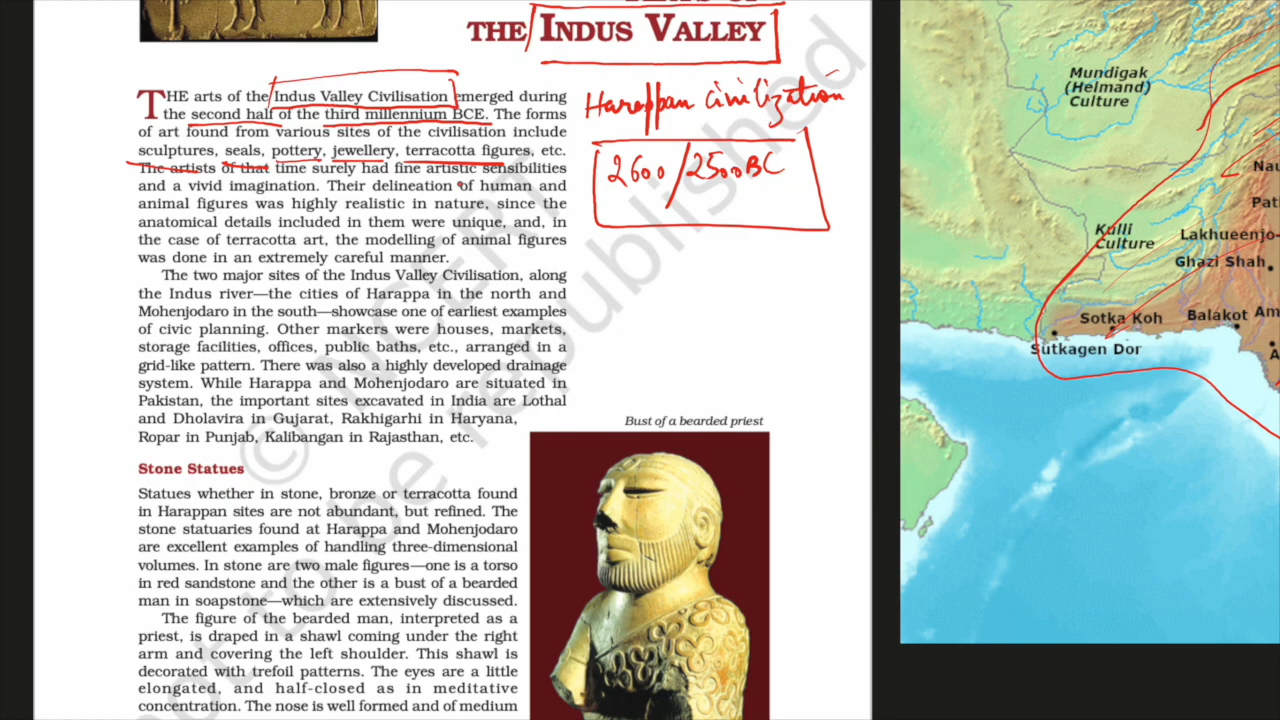 THE INDUS VALLEY
THE arts of the Indus Valley Civilisation emerged during
the second half of the third millennium BCE. The forms
of art found from various sites of the civilisation include
sculptures, seals, pottery, jewellery, terracotta figures, etc.
The artists of that time surely had fine artistic sensibilities
and a vivid imagination. Their delineation of human and
animal figures was highly realistic in nature, since the
anatomical details included in them were unique, and, in
the case of terracotta art, the modelling of animal figures
was done in an extremely careful manner.
The two major sites of the Indus Valley Civilisation, along
the Indus river—the cities of Harappa in the north and
Mohenjodaro in the south—showcase one of earliest examples
of civic planning. Other markers were houses, markets,
storage facilities, offices, public baths, etc., arranged in a
grid-like pattern. There was also a highly developed drainage
system. While Harappa and Mohenjodaro are situated in
Pakistan, the important sites excavated in India are Lothal
and Dholavira in Gujarat, Rakhigarhi in Haryana,
Ropar in Punjab, Kalibangan in Rajasthan, etc.
Stone Statues
Statues whether in stone, bronze or terracotta found
in Harappan sites are not abundant, but refined. The
stone statuaries found at Harappa and Mohenjodaro
are excellent examples of handling three-dimensional
volumes. In stone are two male figures—one is a torso
in red sandstone and the other is a bust of a bearded
man in soapstone—which are extensively discussed.
The figure of the bearded man, interpreted as a
priest, is draped in a shawl coming under the right
arm and covering the left shoulder. This shawl is
decorated with trefoil patterns. The eyes are a little
elongated, and half-closed as in meditative
concentration. The nose is well formed and of medium
Harappan civilization
2600/2500BC
Bust of a bearded priest
© NCERT
not to be republished
Mundigak
(Helmand)
Culture
Nau
Pat
Kulli
Culture
Lakhueenjo-
Ghazi Shah
Sotka Koh
Balakot
Am
Sutkagen Dor
A